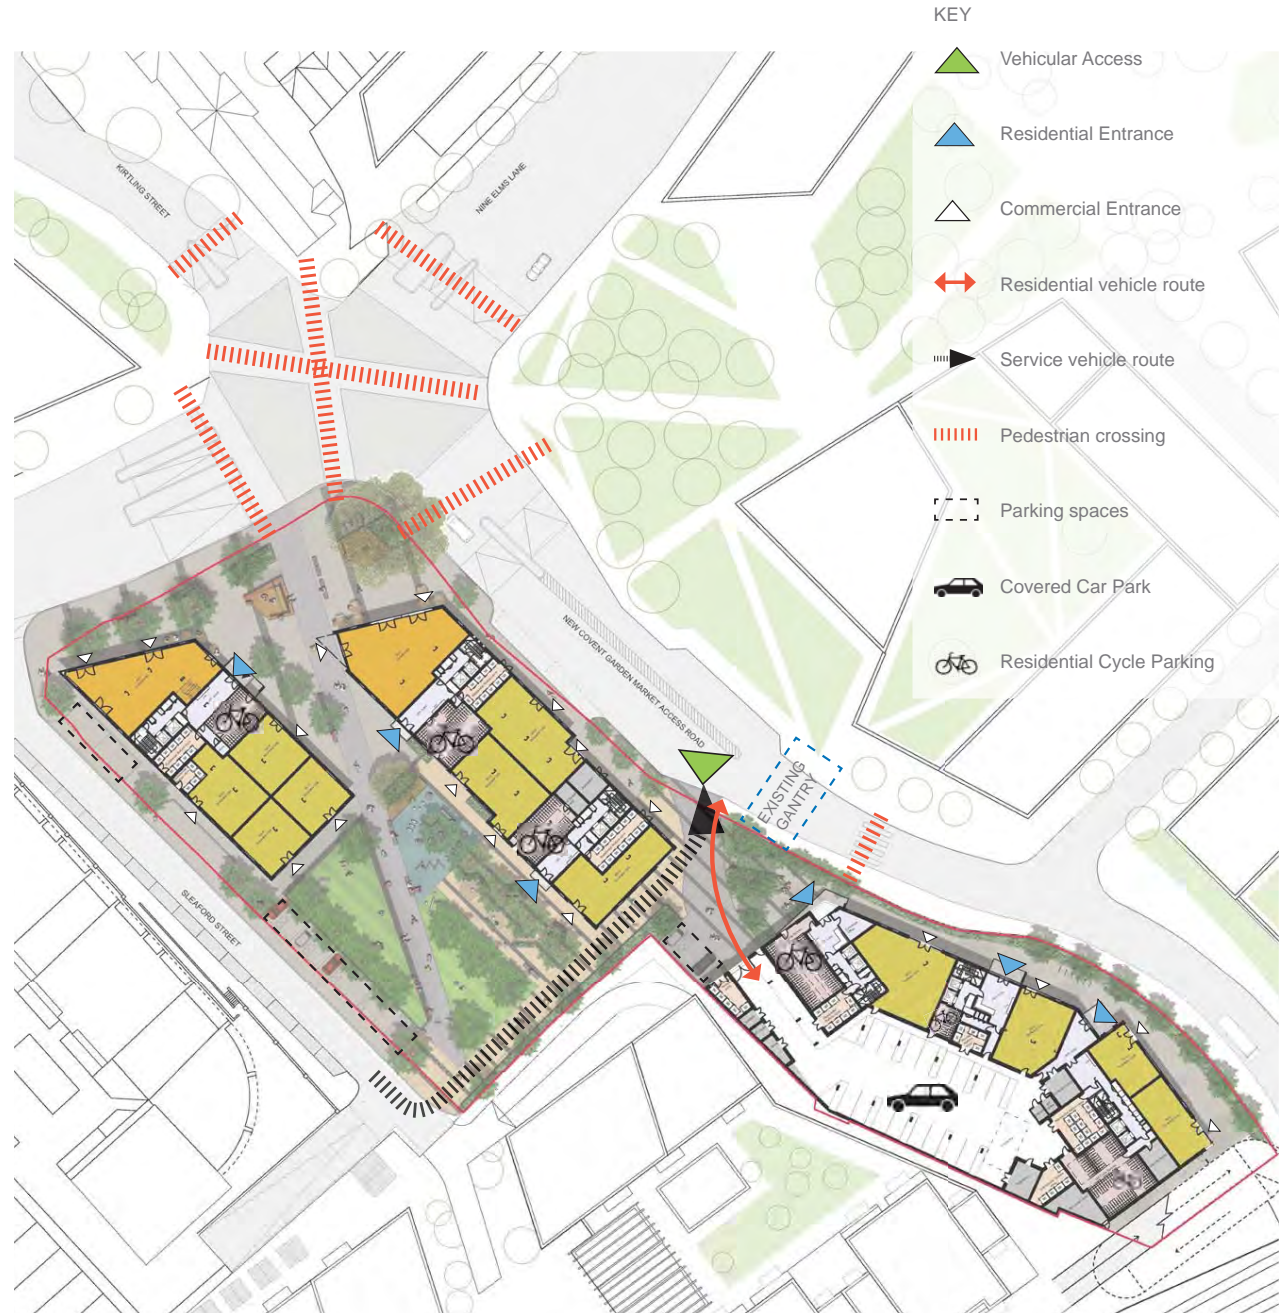 KEY
Vehicular Access
Residential Entrance
Commercial Entrance
Residential vehicle route
Service vehicle route
Pedestrian crossing
Parking spaces
Covered Car Park
Residential Cycle Parking
KIRTLING STREET
NINE ELMS LANE
NEW COVENT GARDEN MARKET ACCESS ROAD
EXISTING
GANTRY
SLEAFORD STREET